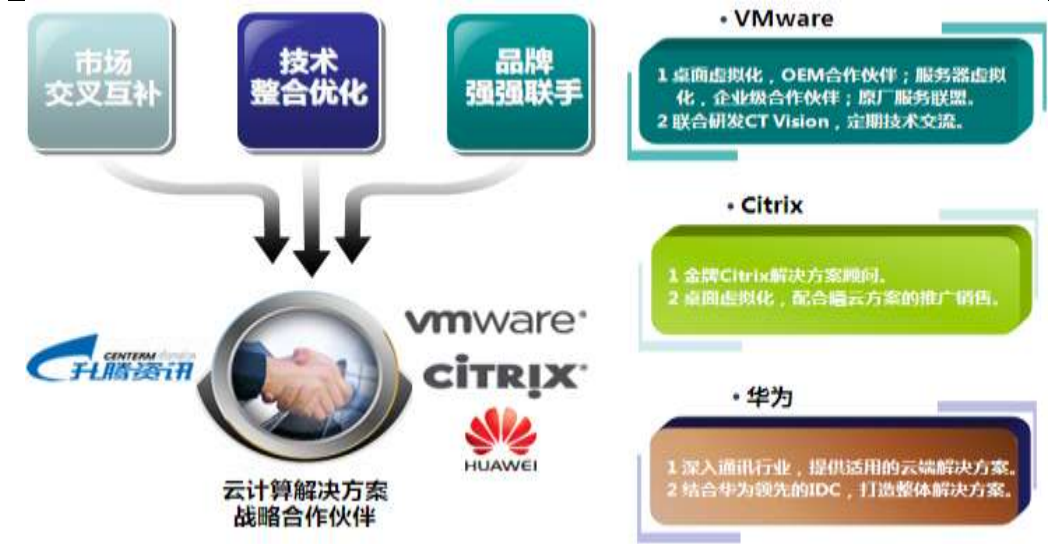 市场
交叉互补
技术
整合优化
品牌
强强联手
CENTERM
升腾资讯
vmware
CITRIX
HUAWEI
云计算解决方案
战略合作伙伴
• VMware
1 桌面虚拟化，OEM合作伙伴；服务器虚拟
化，企业级合作伙伴；原厂服务联盟。
2 联合研发CT Vision，定期技术交流。
• Citrix
1 金牌Citrix解决方案顾问。
2 桌面虚拟化，配合瞳云方案的推广销售。
• 华为
1 深入通讯行业，提供适用的云端解决方案。
2 结合华为领先的IDC，打造整体解决方案。